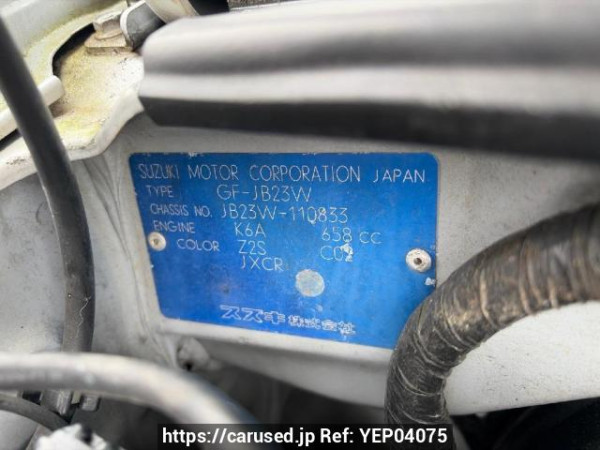 SUZUKI MOTOR CORPORATION JAPAN
TYPE GF-JB23W
CHASSIS NO. JB23W-110833
ENGINE K6A 658 CC
COLOR Z2S C02
JXCR
スズキ株式会社
https://carused.jp Ref: YEP04075